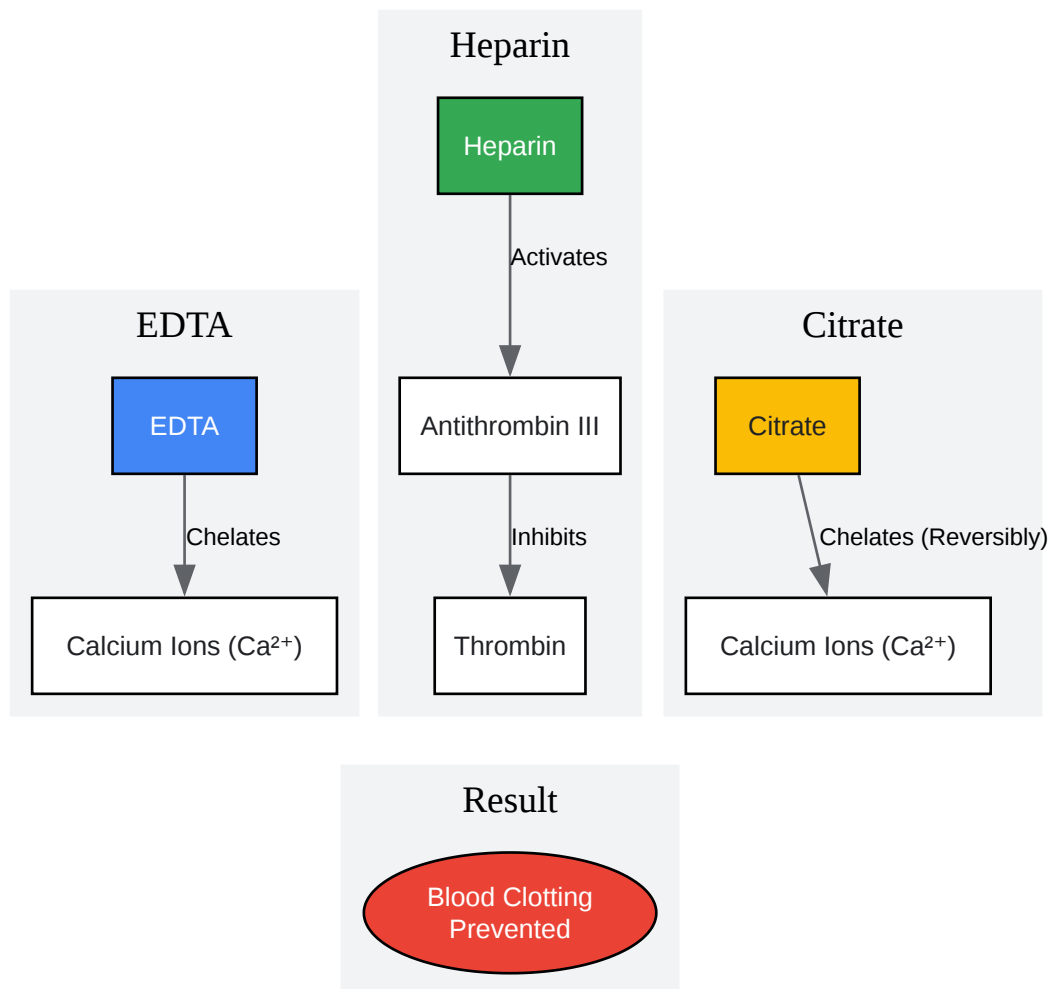 Heparin
Heparin
Activates
EDTA
Citrate
EDTA
Antithrombin III
Citrate
Chelates
Inhibits
Chelates (Reversibly)
Calcium Ions (Ca²⁺)
Thrombin
Calcium Ions (Ca²⁺)
Result
Blood Clotting
Prevented